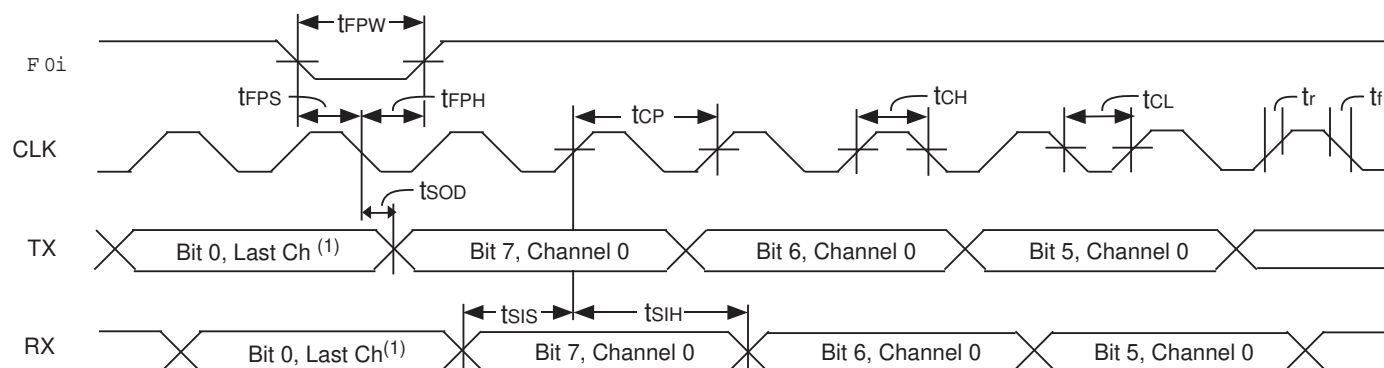 tFPW
F0i
tFPS
tFPH
tCP
tCH
tCL
tr
tf
CLK
tSOD
TX
Bit 0, Last Ch (1)
Bit 7, Channel 0
Bit 6, Channel 0
Bit 5, Channel 0
tSIS
tSIH
RX
Bit 0, Last Ch(1)
Bit 7, Channel 0
Bit 6, Channel 0
Bit 5, Channel 0